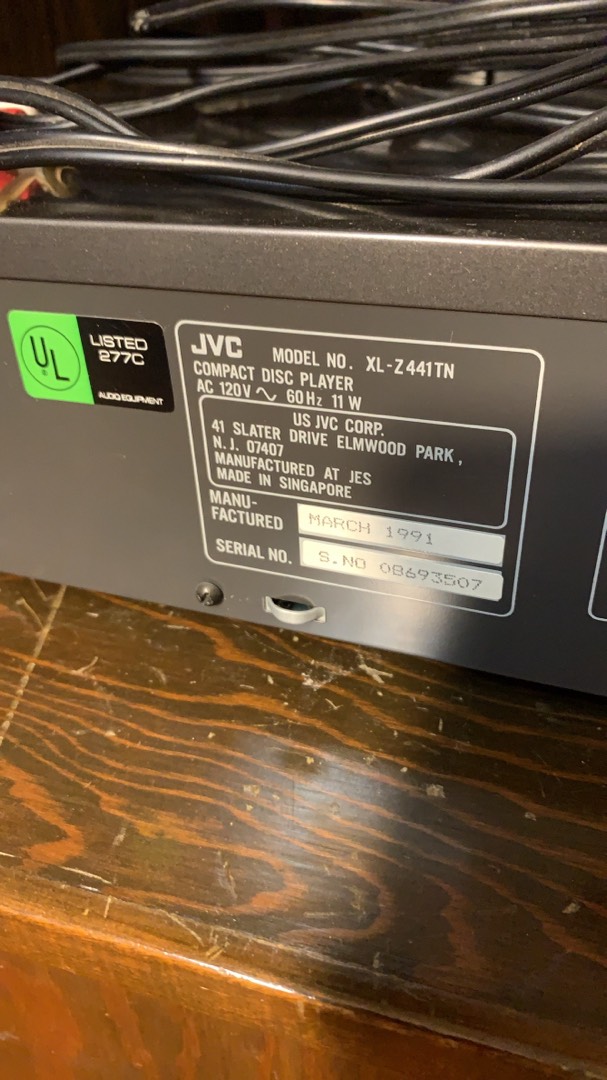 UL
LISTED
277C
AUDIO EQUIPMENT
JVC MODEL NO. XL-Z441TN
COMPACT DISC PLAYER
AC 120V ~ 60Hz 11 W
US JVC CORP.
41 SLATER DRIVE ELMWOOD PARK,
N.J. 07407
MANUFACTURED AT JES
MADE IN SINGAPORE
MANU-
FACTURED MARCH 1991
SERIAL NO. S.NO 0B693507